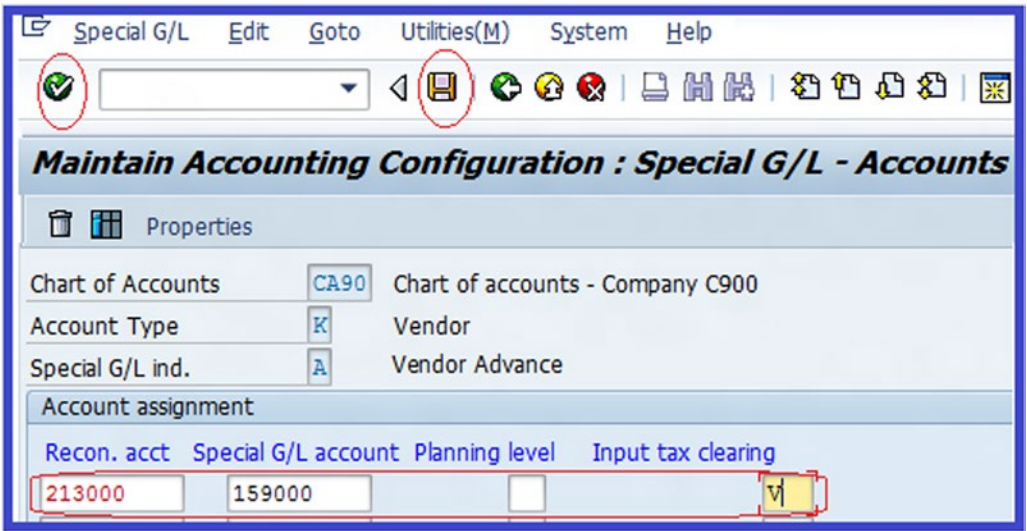 Special G/L Edit Goto Utilities(M) System Help
Maintain Accounting Configuration : Special G/L - Accounts
Properties
Chart of Accounts CA90 Chart of accounts - Company C900
Account Type K Vendor
Special G/L ind. A Vendor Advance
Account assignment
Recon. acct Special G/L account Planning level Input tax clearing
213000 159000 V